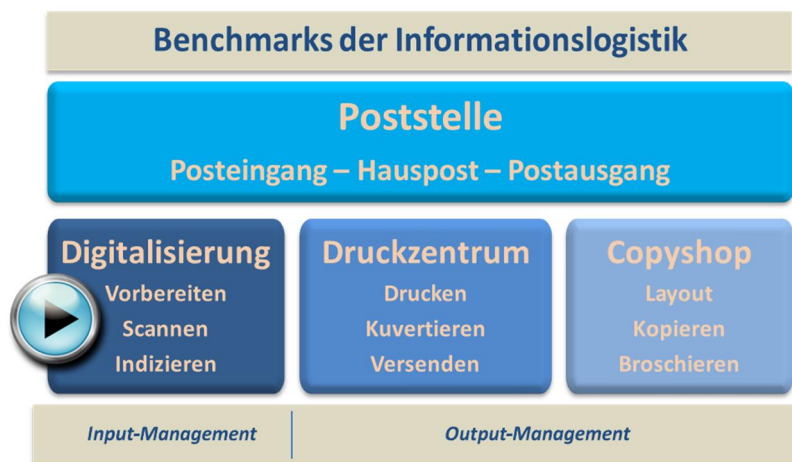 Benchmarks der Informationslogistik
Poststelle
Posteingang – Hauspost – Postausgang
Digitalisierung
Vorbereiten
Scannen
Indizieren
Druckzentrum
Drucken
Kuvertieren
Versenden
Copyshop
Layout
Kopieren
Broschieren
Input-Management
Output-Management